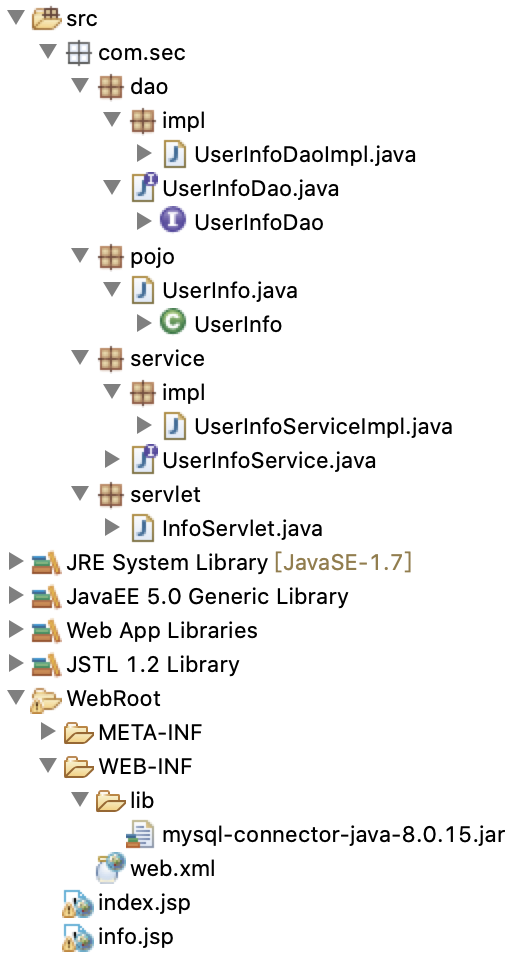 src
com.sec
dao
impl
UserInfoDaoImpl.java
UserInfoDao.java
UserInfoDao
pojo
UserInfo.java
UserInfo
service
impl
UserInfoServiceImpl.java
UserInfoService.java
servlet
InfoServlet.java
JRE System Library [JavaSE-1.7]
JavaEE 5.0 Generic Library
Web App Libraries
JSTL 1.2 Library
WebRoot
META-INF
WEB-INF
lib
mysql-connector-java-8.0.15.jar
web.xml
index.jsp
info.jsp